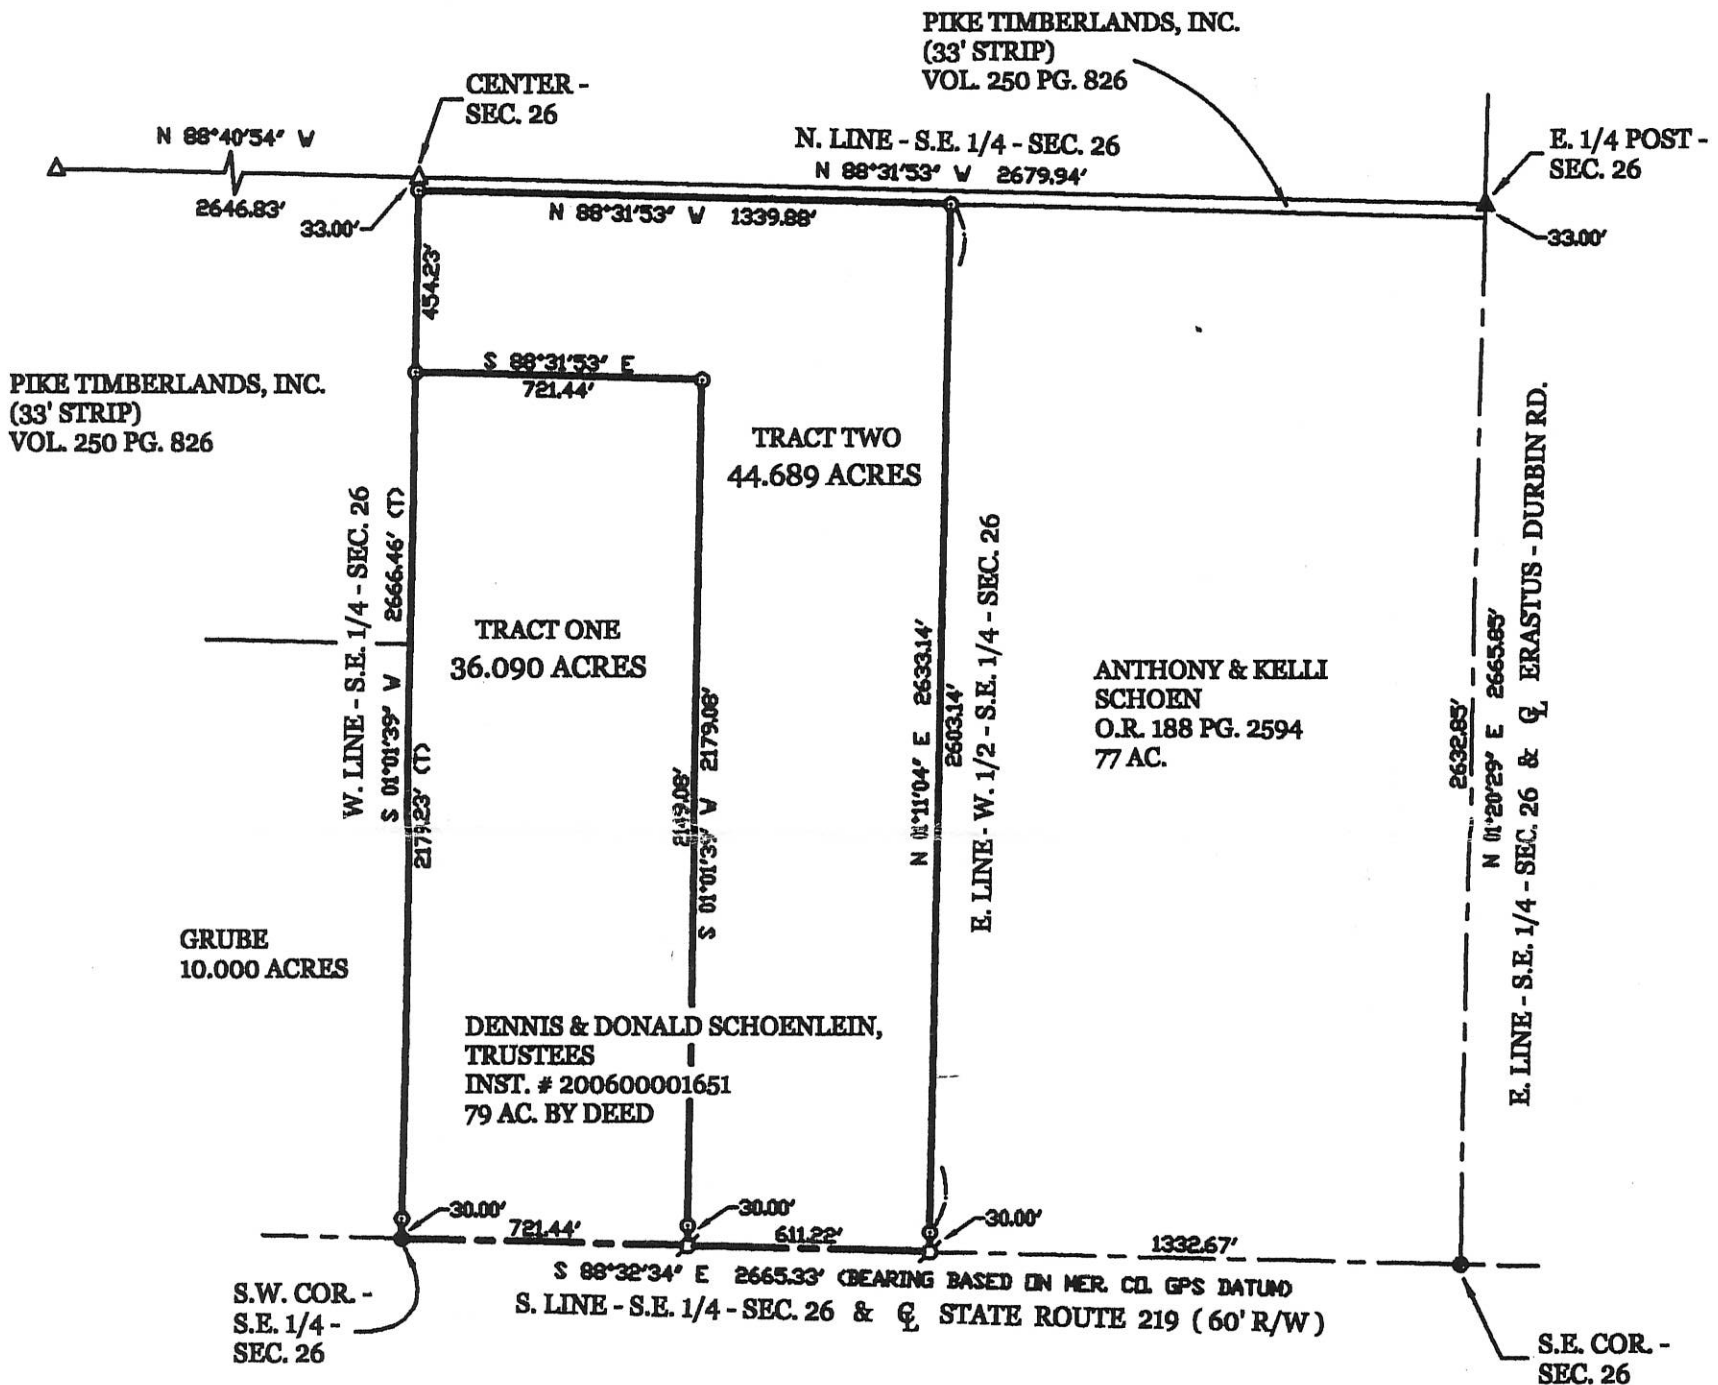 PIKE TIMBERLANDS, INC.
(33' STRIP)
VOL. 250 PG. 826
CENTER -
SEC. 26
N 88°40'54" W
2646.83'
33.00'
N. LINE - S.E. 1/4 - SEC. 26
N 88°31'53" W 2679.94'
N 88°31'53" W 1339.88'
E. 1/4 POST -
SEC. 26
33.00'
454.23'
S 88°31'53" E
721.44'
PIKE TIMBERLANDS, INC.
(33' STRIP)
VOL. 250 PG. 826
TRACT TWO
44.689 ACRES
W. LINE - S.E. 1/4 - SEC. 26
S 01°01'39" W 2666.46' (T)
2179.23' (T)
TRACT ONE
36.090 ACRES
2149.08'
S 01°01'39" W 2179.08'
N 01°11'04" E 2633.14'
2603.14'
E. LINE - W. 1/2 - S.E. 1/4 - SEC. 26
ANTHONY & KELLI
SCHOEN
O.R. 188 PG. 2594
77 AC.
2632.85'
N 01°20'29" E 2665.85'
E. LINE - S.E. 1/4 - SEC. 26 & ℄ ERASTUS - DURBIN RD.
GRUBE
10.000 ACRES
DENNIS & DONALD SCHOENLEIN,
TRUSTEES
INST. # 200600001651
79 AC. BY DEED
30.00'
721.44'
30.00'
611.22'
30.00'
1332.67'
S 88°32'34" E 2665.33' (BEARING BASED ON MER. CO. GPS DATUM)
S. LINE - S.E. 1/4 - SEC. 26 & ℄ STATE ROUTE 219 ( 60' R/W )
S.W. COR. -
S.E. 1/4 -
SEC. 26
S.E. COR. -
SEC. 26